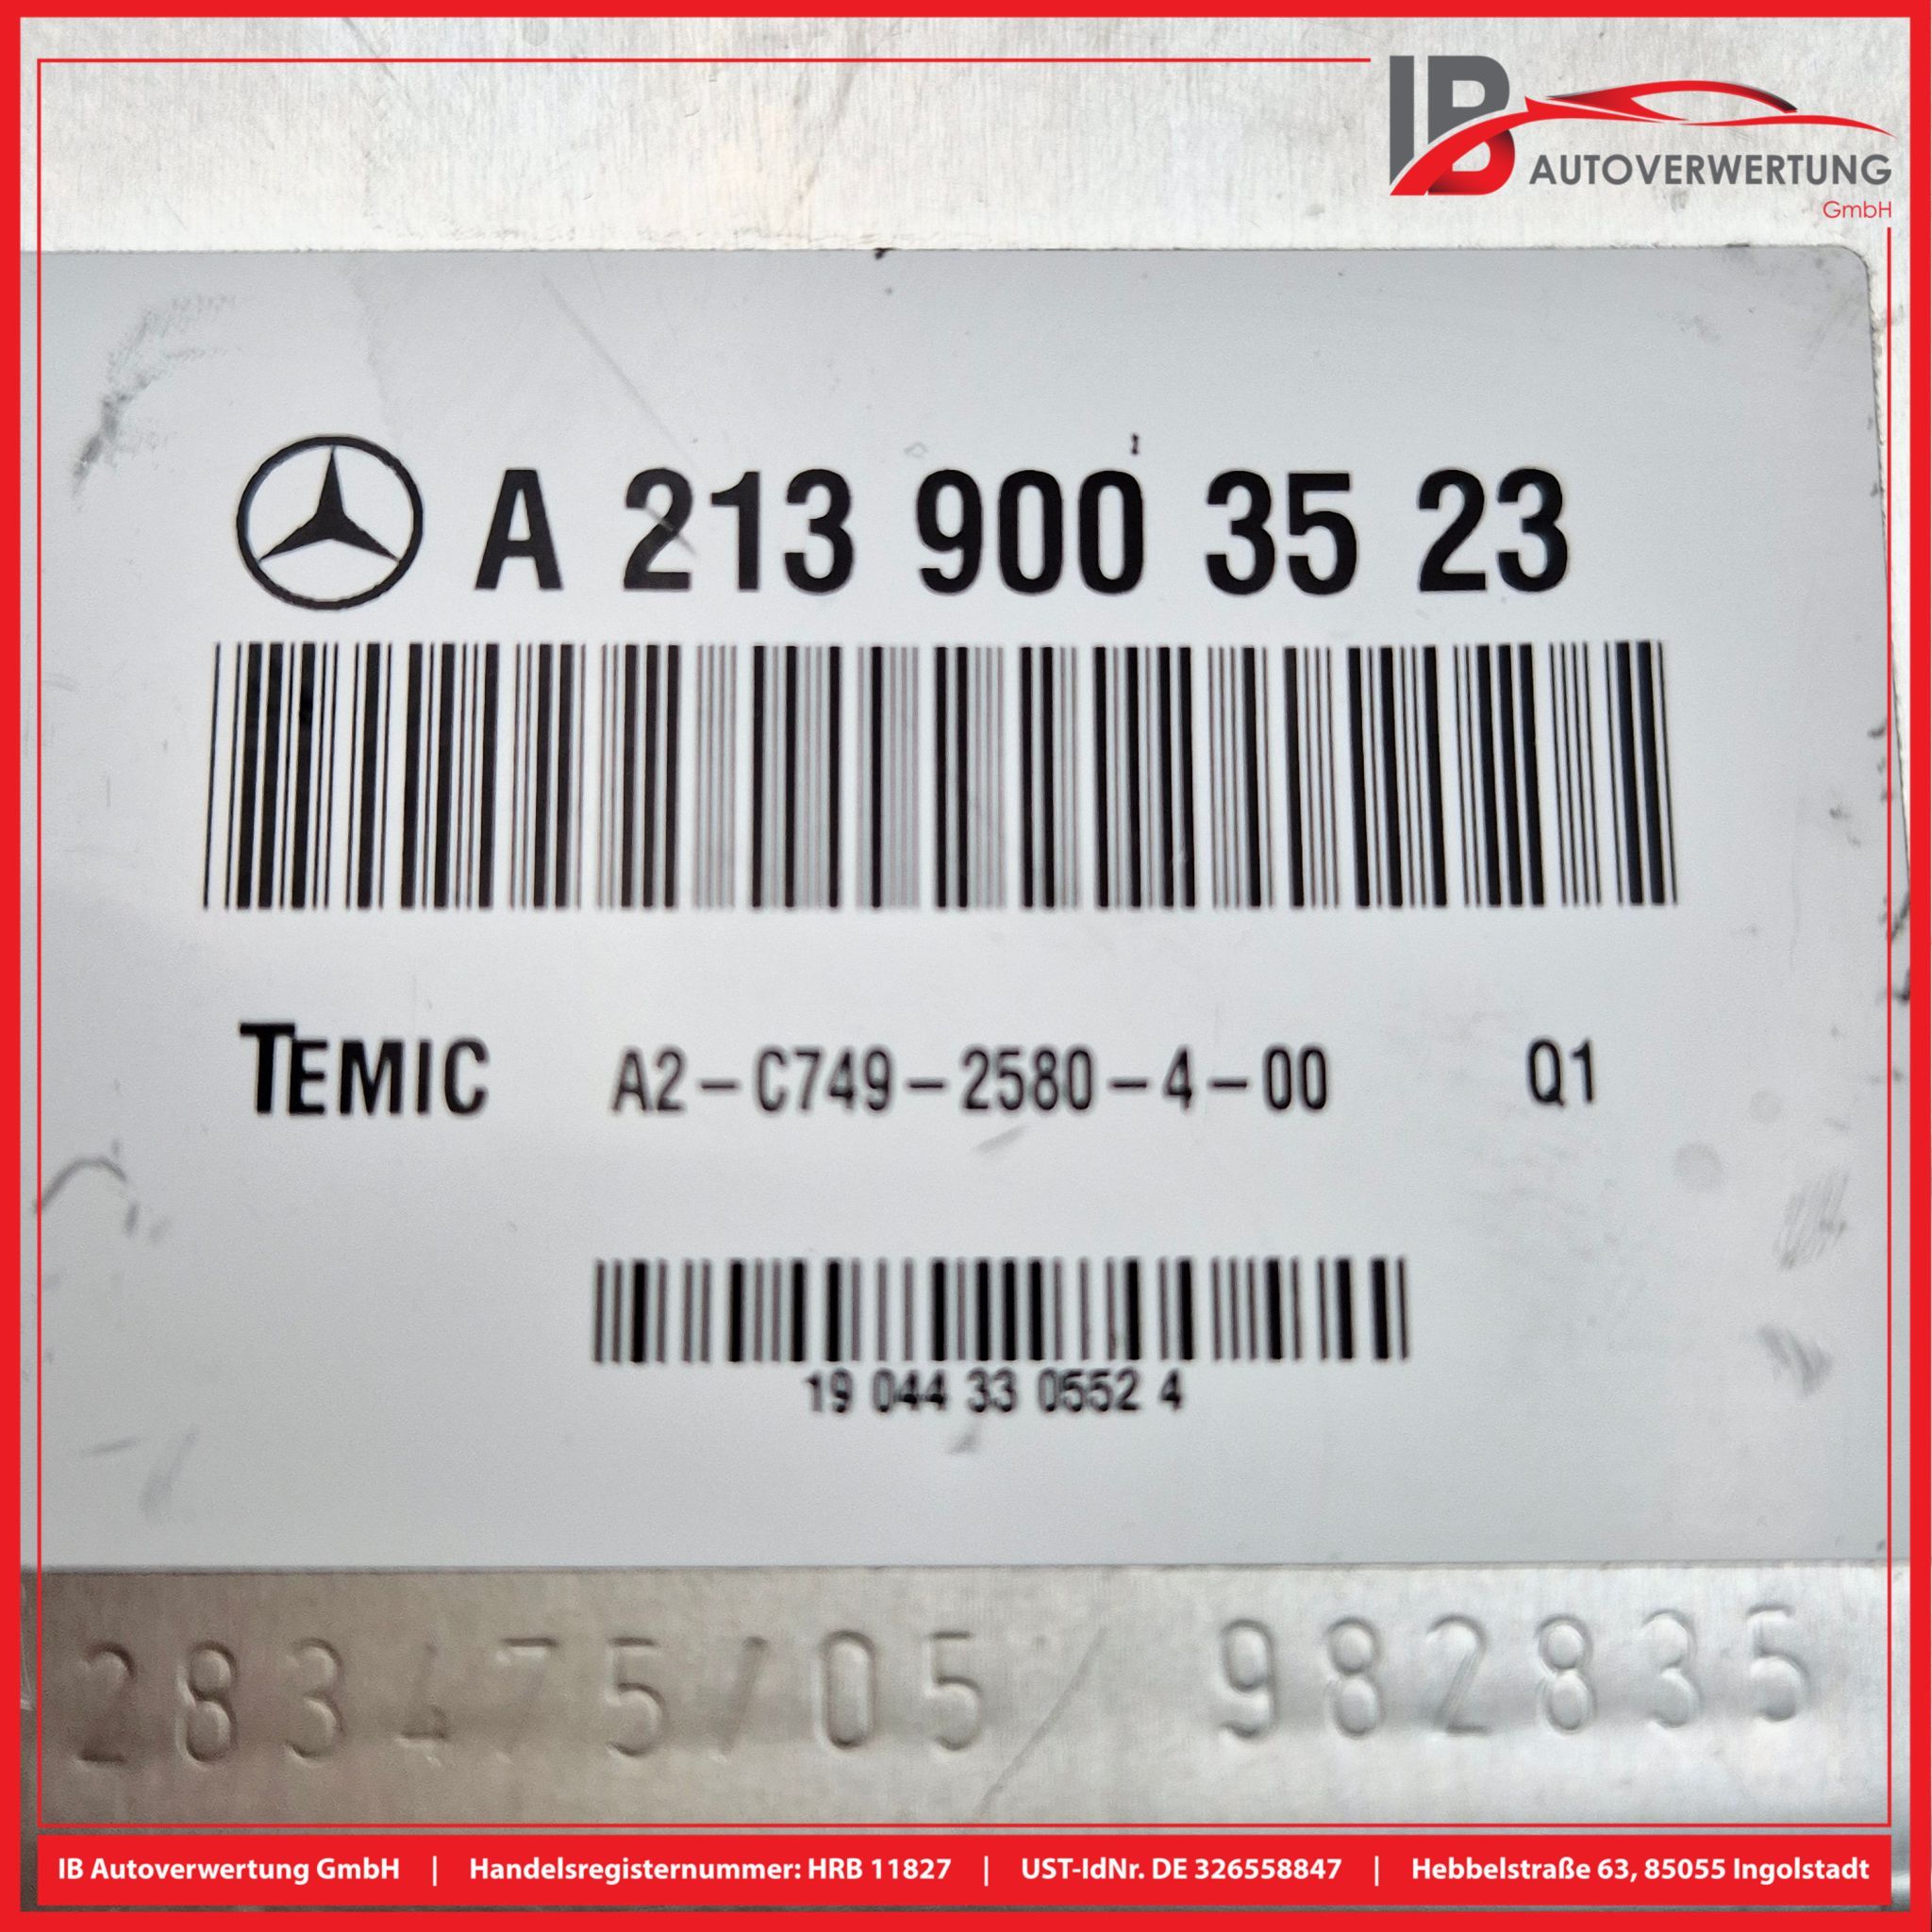 IB
AUTOVERWERTUNG
GmbH
A 213 900 35 23
TEMIC A2-C749-2580-4-00 Q1
19 044 33 0552 4
283475/05 / 982835
IB Autoverwertung GmbH | Handelsregisternummer: HRB 11827 | UST-IdNr. DE 326558847 | Hebbelstraße 63, 85055 Ingolstadt